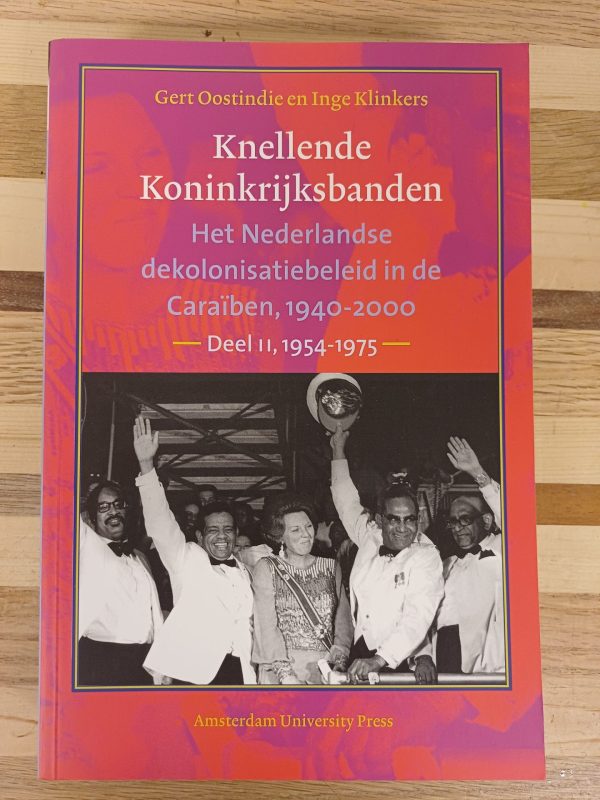 Gert Oostindie en Inge Klinkers
Knellende
Koninkrijksbanden
Het Nederlandse
dekolonisatiebeleid in de
Caraïben, 1940-2000
— Deel II, 1954-1975 —
Amsterdam University Press